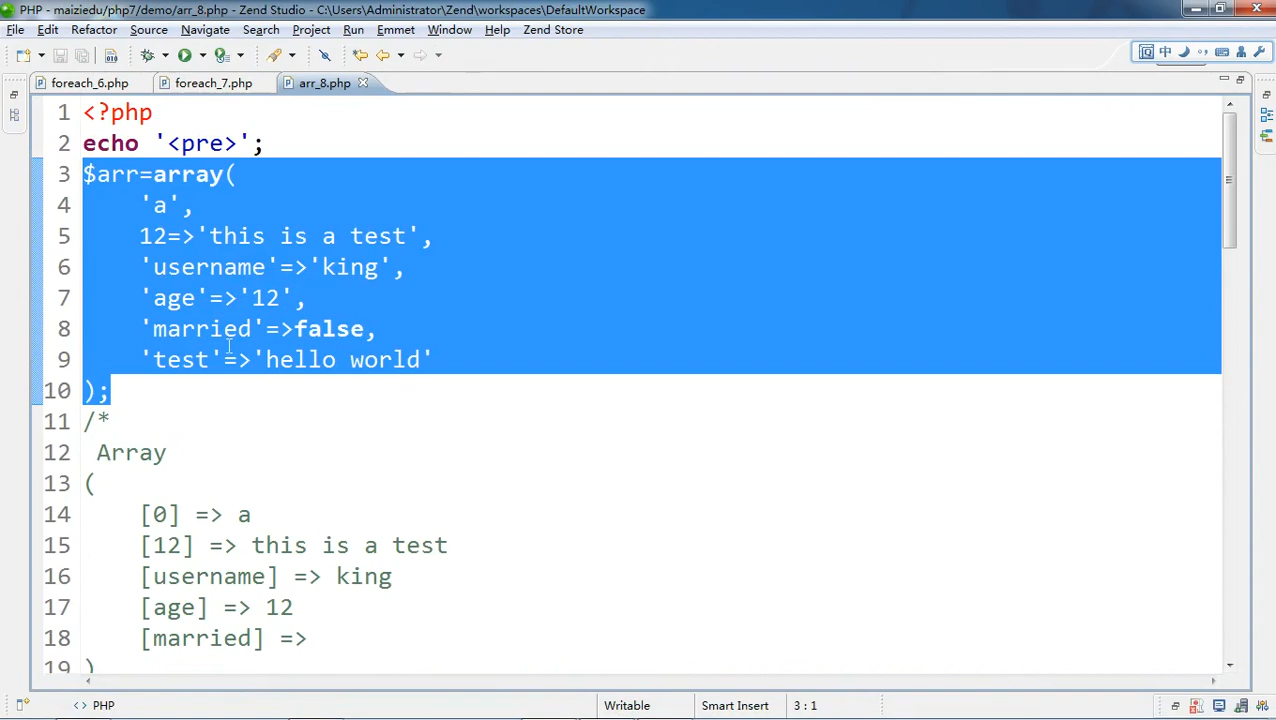 PHP - maiziedu/php7/demo/arr_8.php - Zend Studio - C:\Users\Administrator\Zend\workspaces\DefaultWorkspace
File Edit Refactor Source Navigate Search Project Run Emmet Window Help Zend Store
中
foreach_6.php foreach_7.php arr_8.php
1 <?php
2 echo '<pre>';
3 $arr=array(
4 'a',
5 12=>'this is a test',
6 'username'=>'king',
7 'age'=>'12',
8 'married'=>false,
9 'test'=>'hello world'
10 );
11 /*
12 Array
13 (
14 [0] => a
15 [12] => this is a test
16 [username] => king
17 [age] => 12
18 [married] =>
19 )
<> PHP Writable Smart Insert 3 : 1